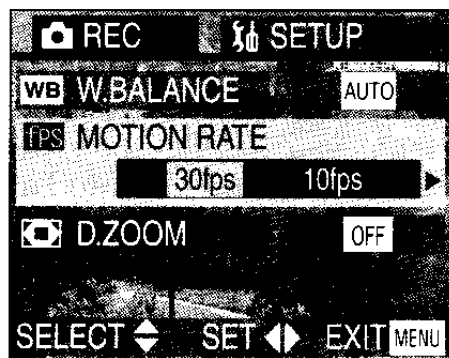 REC SETUP
WB W.BALANCE AUTO
fPS MOTION RATE
30fps 10fps
D.ZOOM OFF
SELECT SET EXIT MENU